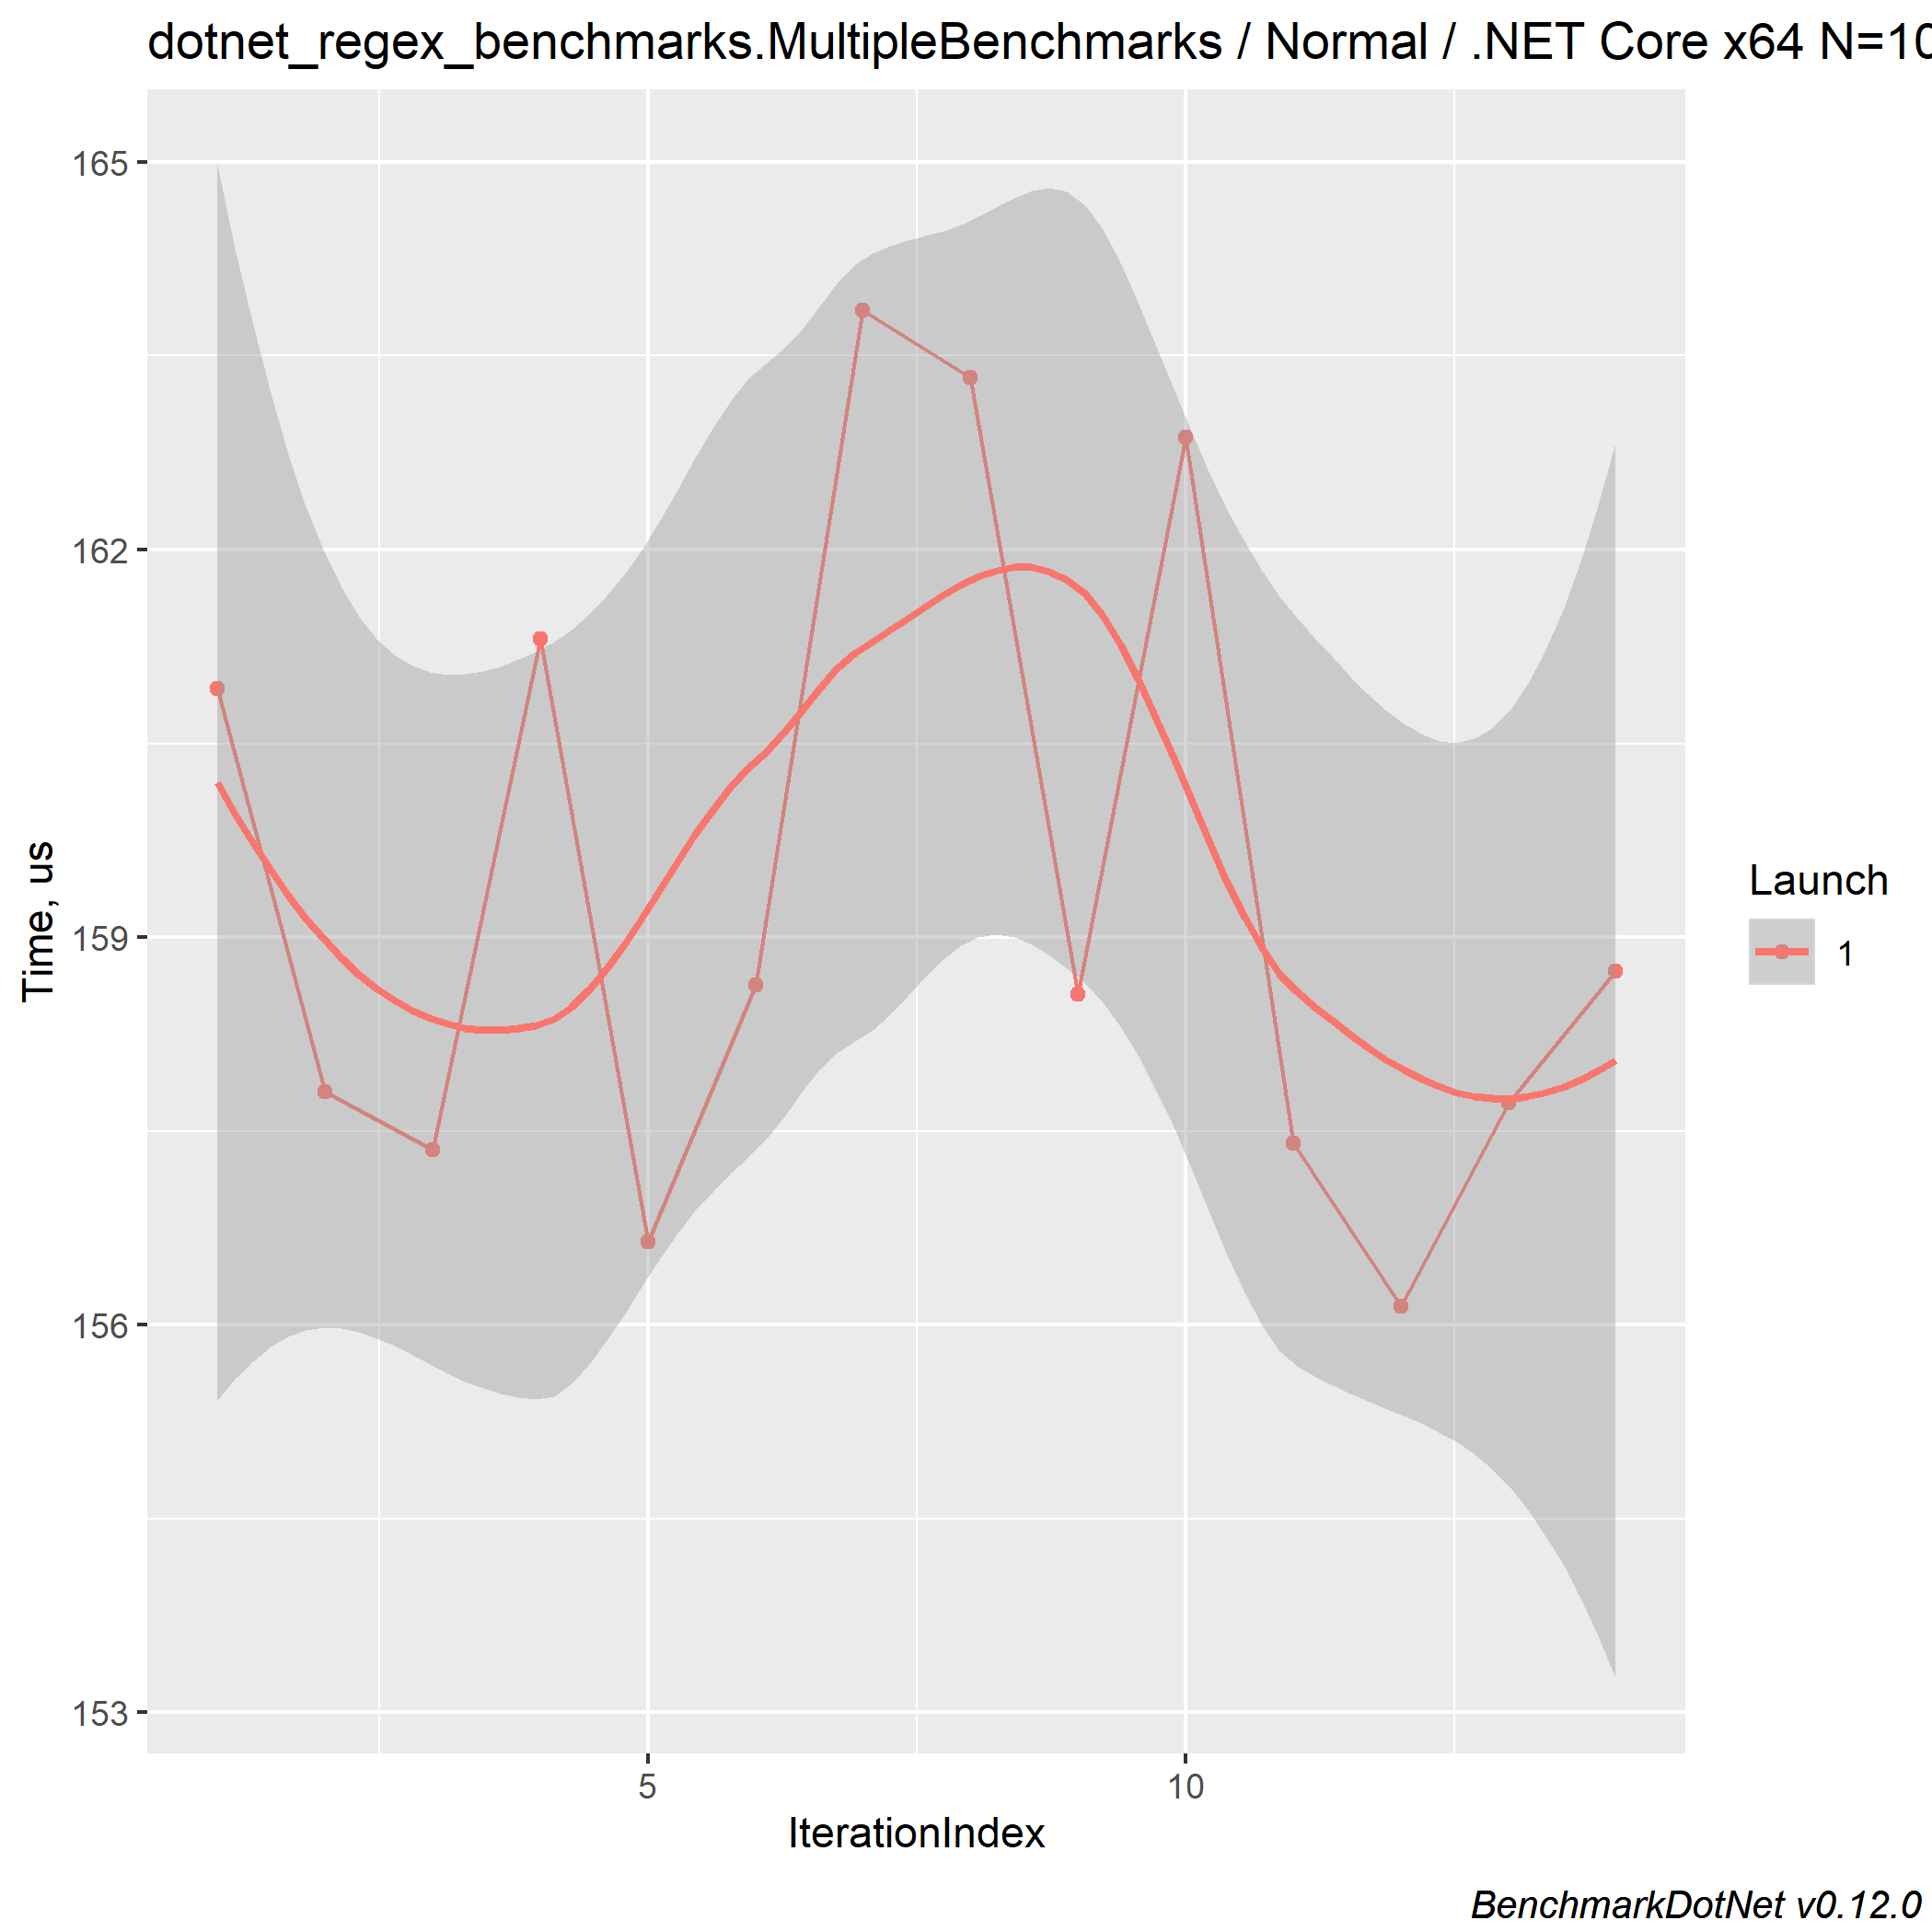 dotnet_regex_benchmarks.MultipleBenchmarks / Normal / .NET Core x64 N=10
165
162
159
156
153
Time, us
5
10
IterationIndex
Launch
1
BenchmarkDotNet v0.12.0